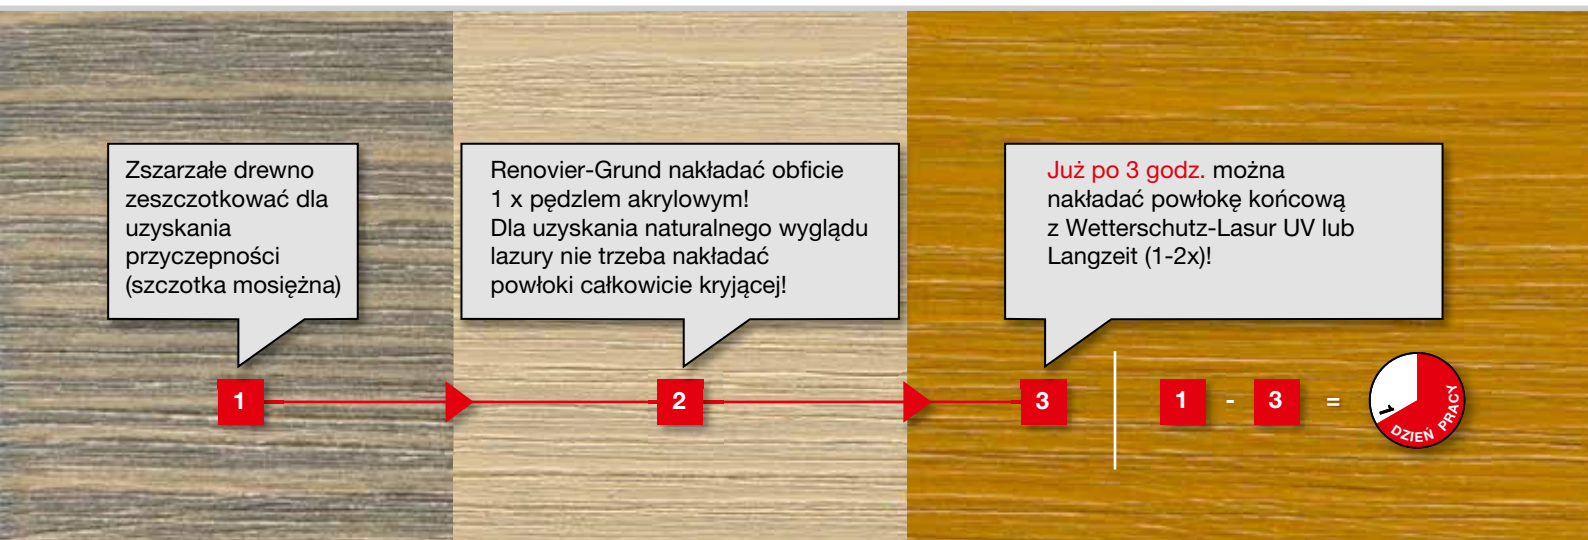 Zszarzałe drewno
zeszczotkować dla
uzyskania
przyczepności
(szczotka mosiężna)
Renovier-Grund nakładać obficie
1 x pędzlem akrylowym!
Dla uzyskania naturalnego wyglądu
lazury nie trzeba nakładać
powłoki całkowicie kryjącej!
Już po 3 godz. można
nakładać powłokę końcową
z Wetterschutz-Lasur UV lub
Langzeit (1-2x)!
1
2
3
1 - 3 =
1 DZIEŃ PRACY